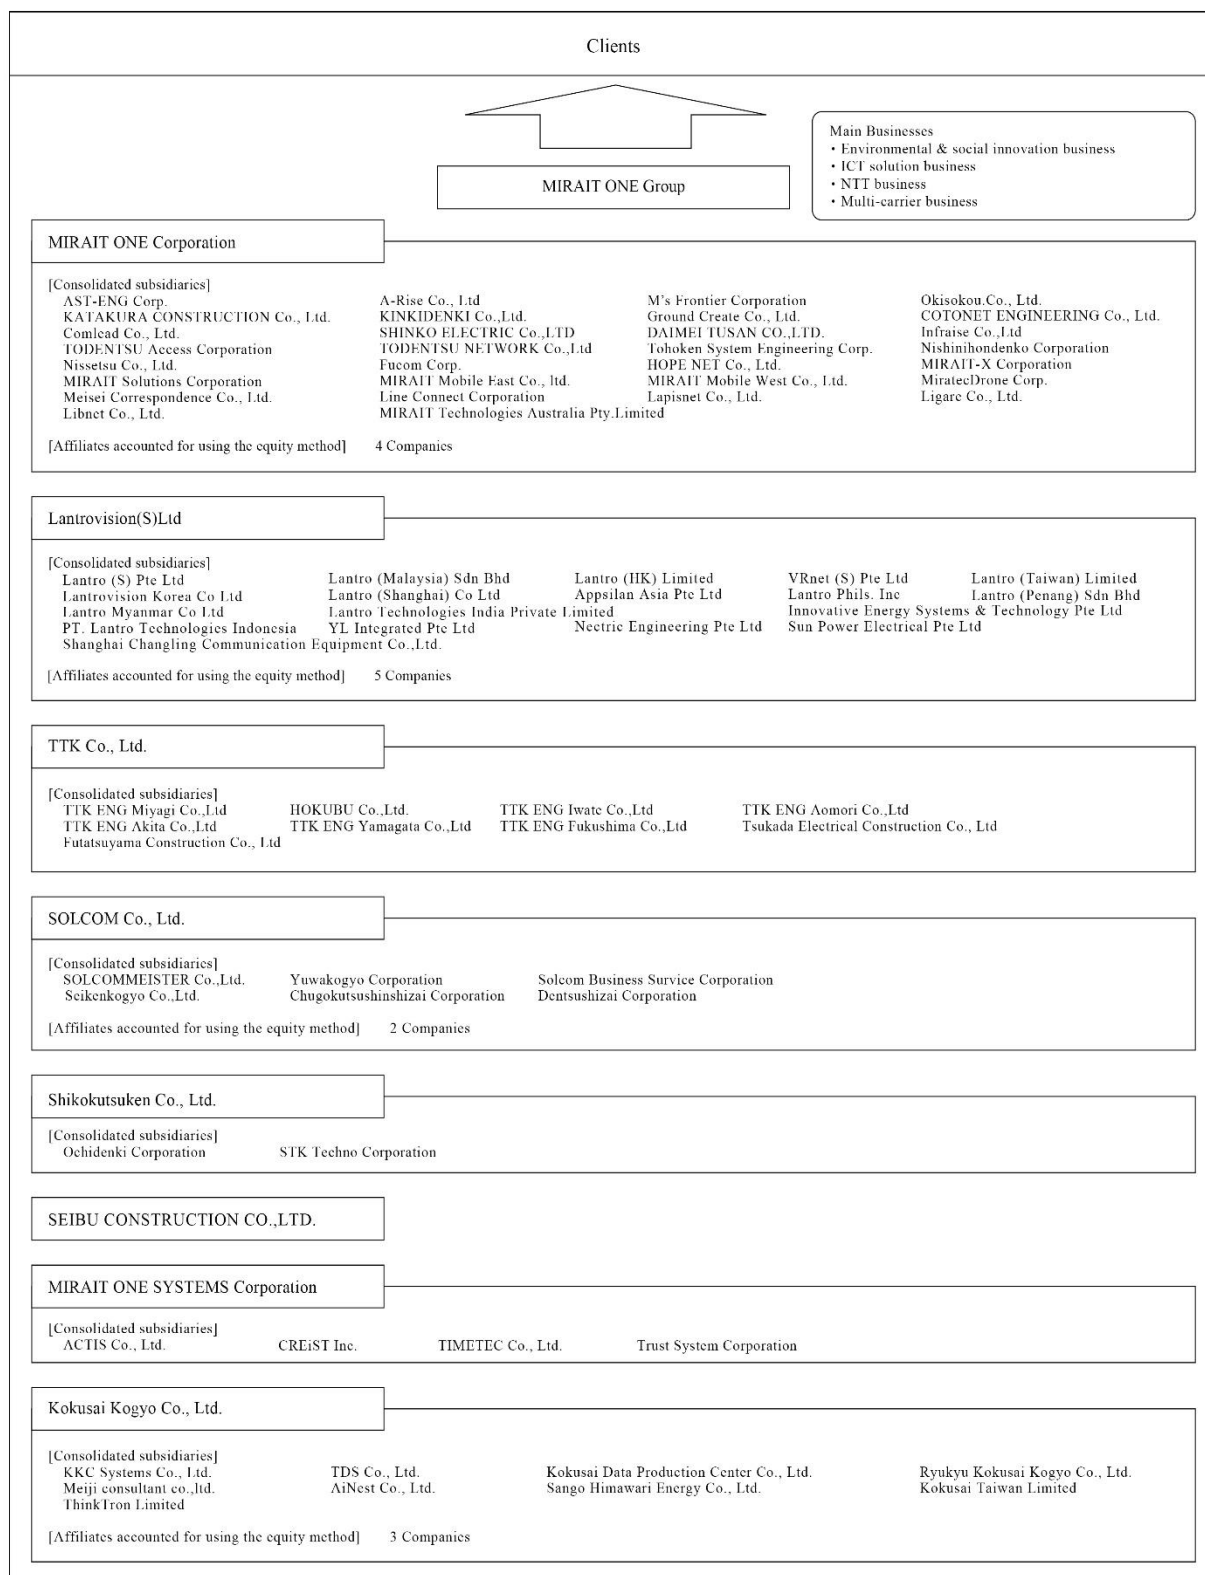 Clients
MIRAIT ONE Group
Main Businesses
・Environmental & social innovation business
・ICT solution business
・NTT business
・Multi-carrier business
MIRAIT ONE Corporation
[Consolidated subsidiaries]
AST-ENG Corp. A-Rise Co., Ltd M's Frontier Corporation Okisokou.Co., Ltd.
KATAKURA CONSTRUCTION Co., Ltd. KINKIDENKI Co.,Ltd. Ground Create Co., Ltd. COTONET ENGINEERING Co., Ltd.
Comlead Co., Ltd. SHINKO ELECTRIC Co.,LTD DAIMEI TUSAN CO.,LTD. Infraise Co.,Ltd
TODENTSU Access Corporation TODENTSU NETWORK Co.,Ltd Tohoken System Engineering Corp. Nishinihondenko Corporation
Nissetsu Co., Ltd. Fucom Corp. HOPE NET Co., Ltd. MIRAIT-X Corporation
MIRAIT Solutions Corporation MIRAIT Mobile East Co., ltd. MIRAIT Mobile West Co., Ltd. MiratecDrone Corp.
Meisei Correspondence Co., Ltd. Line Connect Corporation Lapisnet Co., Ltd. Ligare Co., Ltd.
Libnet Co., Ltd. MIRAIT Technologies Australia Pty.Limited
[Affiliates accounted for using the equity method] 4 Companies
Lantrovision(S)Ltd
[Consolidated subsidiaries]
Lantro (S) Pte Ltd Lantro (Malaysia) Sdn Bhd Lantro (HK) Limited VRnet (S) Pte Ltd Lantro (Taiwan) Limited
Lantrovision Korea Co Ltd Lantro (Shanghai) Co Ltd Appsilan Asia Pte Ltd Lantro Phils. Inc Lantro (Penang) Sdn Bhd
Lantro Myanmar Co Ltd Lantro Technologies India Private Limited Innovative Energy Systems & Technology Pte Ltd
PT. Lantro Technologies Indonesia YL Integrated Pte Ltd Nectric Engineering Pte Ltd Sun Power Electrical Pte Ltd
Shanghai Changling Communication Equipment Co.,Ltd.
[Affiliates accounted for using the equity method] 5 Companies
TTK Co., Ltd.
[Consolidated subsidiaries]
TTK ENG Miyagi Co.,Ltd HOKUBU Co.,Ltd. TTK ENG Iwate Co.,Ltd TTK ENG Aomori Co.,Ltd
TTK ENG Akita Co.,Ltd TTK ENG Yamagata Co.,Ltd TTK ENG Fukushima Co.,Ltd Tsukada Electrical Construction Co., Ltd
Futatsuyama Construction Co., Ltd
SOLCOM Co., Ltd.
[Consolidated subsidiaries]
SOLCOMMEISTER Co.,Ltd. Yuwakogyo Corporation Solcom Business Survice Corporation
Seikenkogyo Co.,Ltd. Chugokutsushinshizai Corporation Dentsushizai Corporation
[Affiliates accounted for using the equity method] 2 Companies
Shikokutsuken Co., Ltd.
[Consolidated subsidiaries]
Ochidenki Corporation STK Techno Corporation
SEIBU CONSTRUCTION CO.,LTD.
MIRAIT ONE SYSTEMS Corporation
[Consolidated subsidiaries]
ACTIS Co., Ltd. CREiST Inc. TIMETEC Co., Ltd. Trust System Corporation
Kokusai Kogyo Co., Ltd.
[Consolidated subsidiaries]
KKC Systems Co., Ltd. TDS Co., Ltd. Kokusai Data Production Center Co., Ltd. Ryukyu Kokusai Kogyo Co., Ltd.
Meiji consultant co.,ltd. AiNest Co., Ltd. Sango Himawari Energy Co., Ltd. Kokusai Taiwan Limited
ThinkTron Limited
[Affiliates accounted for using the equity method] 3 Companies